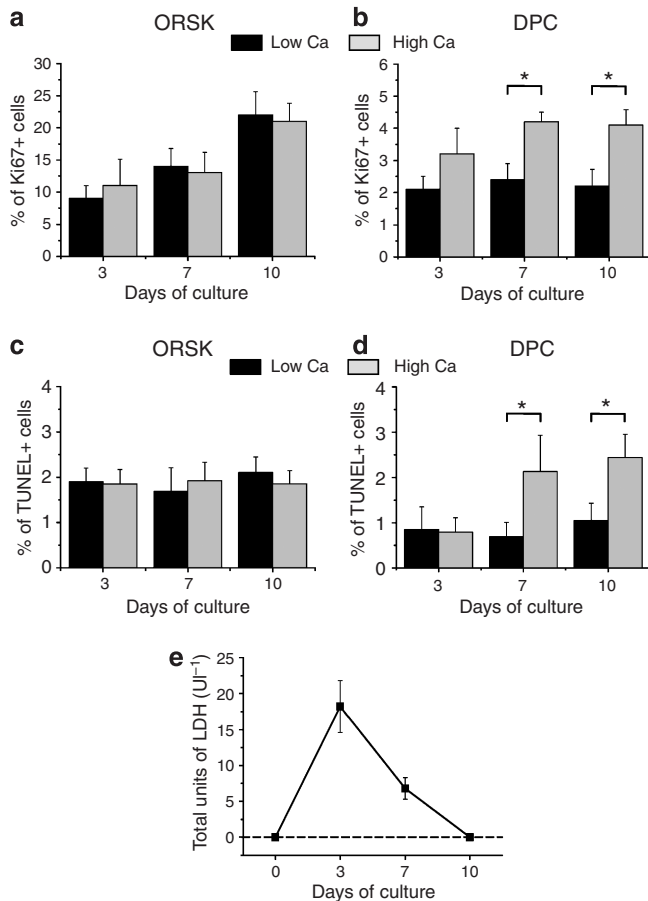 a
ORSK
b
DPC
Low Ca
High Ca
% of Ki67+ cells
30
25
20
15
10
5
0
3
7
10
Days of culture
% of Ki67+ cells
6
5
4
3
2
1
0
*
*
3
7
10
Days of culture
c
ORSK
d
DPC
Low Ca
High Ca
% of TUNEL+ cells
4
3
2
1
0
3
7
10
Days of culture
% of TUNEL+ cells
4
3
2
1
0
*
*
3
7
10
Days of culture
e
Total units of LDH (Ul⁻¹)
25
20
15
10
5
0
0
3
7
10
Days of culture